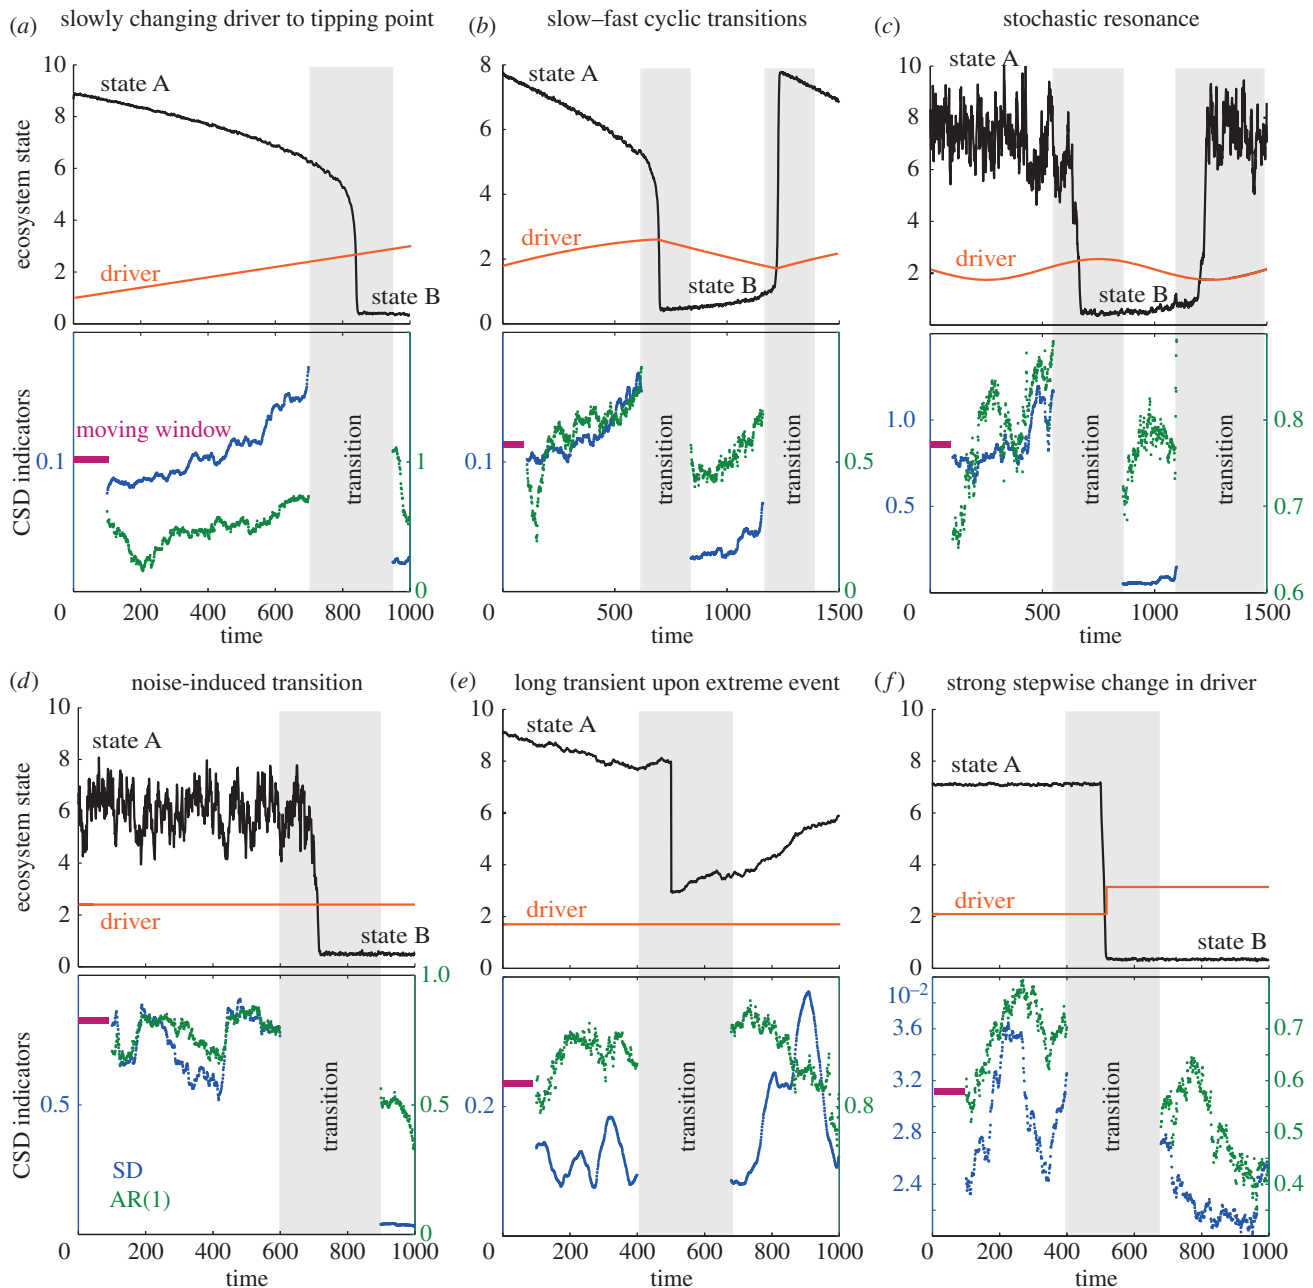 (a) slowly changing driver to tipping point
10
8
6
4
2
0
ecosystem state
state A
driver
state B
CSD indicators
0.1
moving window
transition
1
0
0 200 400 600 800 1000
time
(b) slow–fast cyclic transitions
8
6
4
2
0
state A
driver
state B
0.1
transition
transition
0.5
0
0 500 1000 1500
time
(c) stochastic resonance
10
8
6
4
2
state A
driver
state B
1.0
0.5
transition
transition
0.8
0.7
0.6
0 500 1000 1500
time
(d) noise-induced transition
10
8
6
4
2
0
ecosystem state
state A
driver
state B
CSD indicators
0.5
SD
AR(1)
transition
1.0
0.5
0
0 200 400 600 800 1000
time
(e) long transient upon extreme event
10
8
6
4
2
0
state A
driver
0.2
transition
0.8
0 200 400 600 800 1000
time
(f) strong stepwise change in driver
10
8
6
4
2
0
state A
driver
state B
10⁻²
3.6
3.2
2.8
2.4
transition
0.7
0.6
0.5
0.4
0 200 400 600 800 1000
time